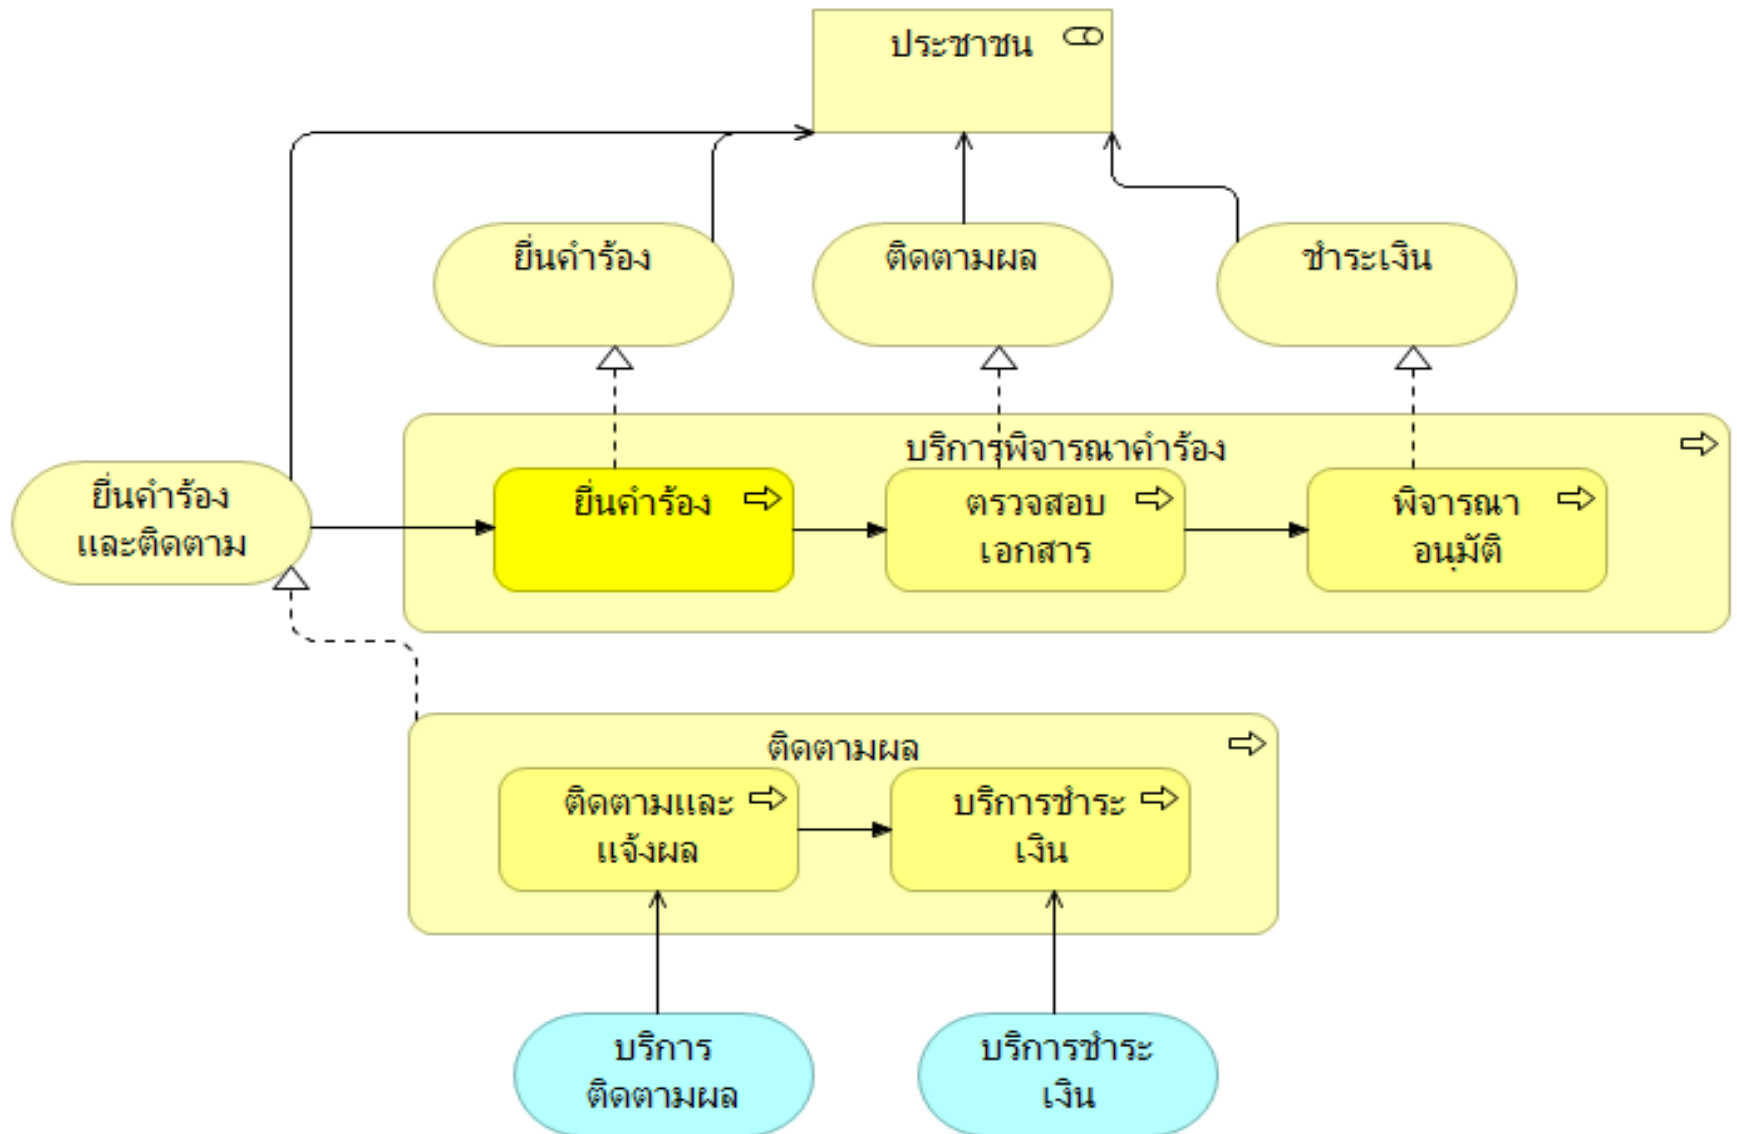 ประชาชน
ยื่นคำร้อง
ติดตามผล
ชำระเงิน
บริการพิจารณาคำร้อง
ยื่นคำร้อง
และติดตาม
ยื่นคำร้อง
ตรวจสอบ
เอกสาร
พิจารณา
อนุมัติ
ติดตามผล
ติดตามและ
แจ้งผล
บริการชำระ
เงิน
บริการ
ติดตามผล
บริการชำระ
เงิน